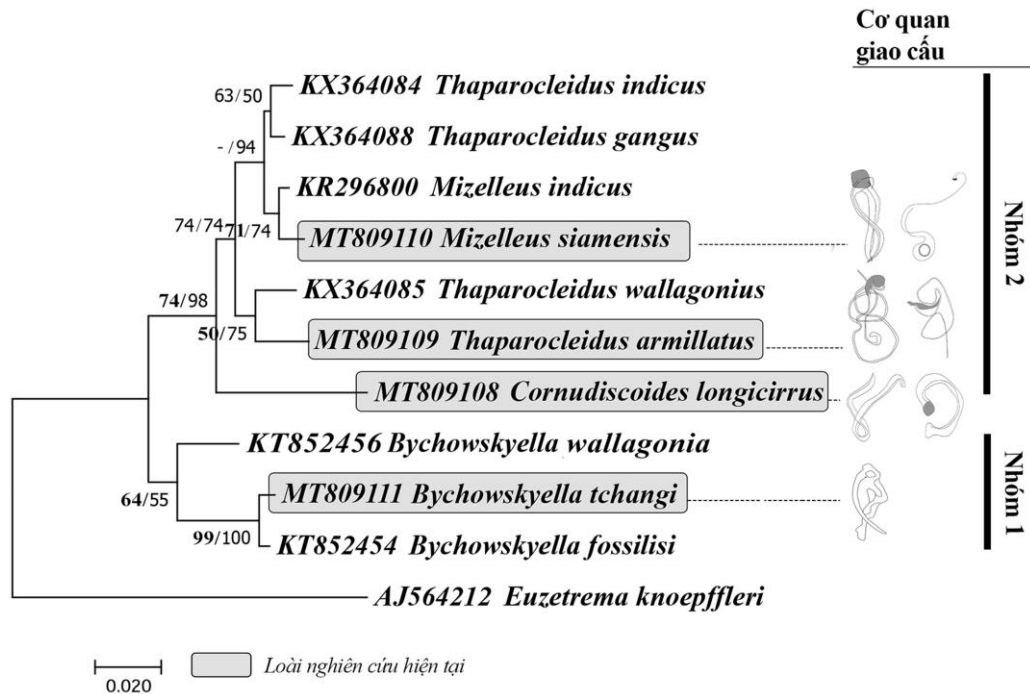 Cơ quan
giao cấu
63/50
KX364084 Thaparocleidus indicus
- /94
KX364088 Thaparocleidus gangus
KR296800 Mizelleus indicus
74/74
71/74
MT809110 Mizelleus siamensis
KX364085 Thaparocleidus wallagonius
74/98
50/75
MT809109 Thaparocleidus armillatus
MT809108 Cornudiscoides longicirrus
Nhóm 2
KT852456 Bychowskyella wallagonia
64/55
MT809111 Bychowskyella tchangi
99/100
KT852454 Bychowskyella fossilisi
Nhóm 1
AJ564212 Euzetrema knoepffleri
0.020
Loài nghiên cứu hiện tại